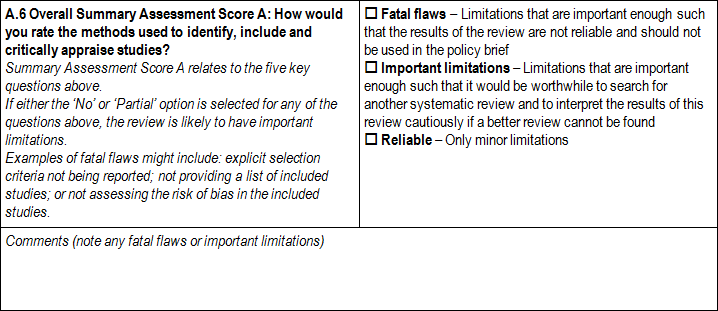 A.6 Overall Summary Assessment Score A: How would
you rate the methods used to identify, include and
critically appraise studies?
Summary Assessment Score A relates to the five key
questions above.
If either the ‘No’ or ‘Partial’ option is selected for any of the
questions above, the review is likely to have important
limitations.
Examples of fatal flaws might include: explicit selection
criteria not being reported; not providing a list of included
studies; or not assessing the risk of bias in the included
studies.
☐ Fatal flaws – Limitations that are important enough such
that the results of the review are not reliable and should not
be used in the policy brief
☐ Important limitations – Limitations that are important
enough such that it would be worthwhile to search for
another systematic review and to interpret the results of this
review cautiously if a better review cannot be found
☐ Reliable – Only minor limitations
Comments (note any fatal flaws or important limitations)